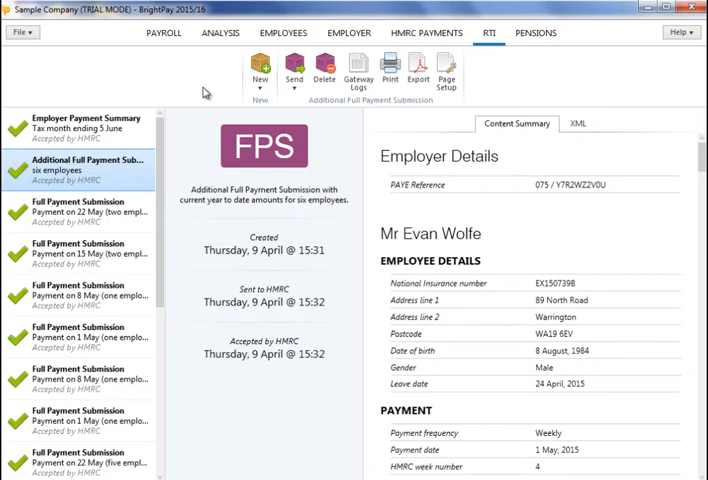 Sample Company (TRIAL MODE) - BrightPay 2015/16
File
PAYROLL ANALYSIS EMPLOYEES EMPLOYER HMRC PAYMENTS RTI PENSIONS
Help
New Send Delete Gateway Logs Print Export Page Setup
New Additional Full Payment Submission
Employer Payment Summary
Tax month ending 5 June
Accepted by HMRC
Additional Full Payment Sub...
six employees
Accepted by HMRC
Full Payment Submission
Payment on 22 May (two empl...
Accepted by HMRC
Full Payment Submission
Payment on 15 May (two empl...
Accepted by HMRC
Full Payment Submission
Payment on 8 May (one emplo...
Accepted by HMRC
Full Payment Submission
Payment on 1 May (one emplo...
Accepted by HMRC
Full Payment Submission
Payment on 8 May (one emplo...
Accepted by HMRC
Full Payment Submission
Payment on 1 May (one emplo...
Accepted by HMRC
Full Payment Submission
Payment on 22 May (five empl...
Accepted by HMRC
FPS
Additional Full Payment Submission with
current year to date amounts for six employees.
Created
Thursday, 9 April @ 15:31
Sent to HMRC
Thursday, 9 April @ 15:32
Accepted by HMRC
Thursday, 9 April @ 15:32
Content Summary XML
Employer Details
PAYE Reference 075 / Y7R2WZ2V0U
Mr Evan Wolfe
EMPLOYEE DETAILS
National Insurance number EX150739B
Address line 1 89 North Road
Address line 2 Warrington
Postcode WA19 6EV
Date of birth 8 August, 1984
Gender Male
Leave date 24 April, 2015
PAYMENT
Payment frequency Weekly
Payment date 1 May, 2015
HMRC week number 4